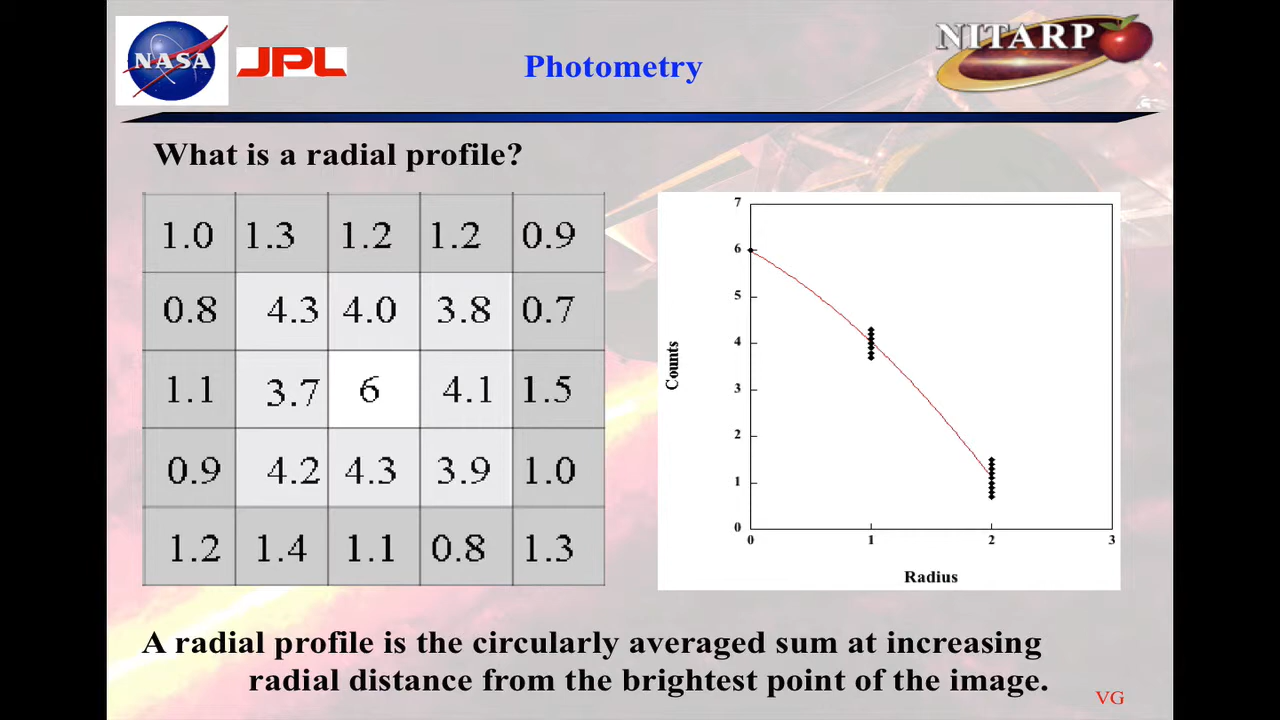 NASA JPL Photometry NITARP
What is a radial profile?
1.0 1.3 1.2 1.2 0.9
0.8 4.3 4.0 3.8 0.7
1.1 3.7 6 4.1 1.5
0.9 4.2 4.3 3.9 1.0
1.2 1.4 1.1 0.8 1.3
7
6
5
4
3
2
1
0
Counts
0 1 2 3
Radius
A radial profile is the circularly averaged sum at increasing
radial distance from the brightest point of the image.
VG